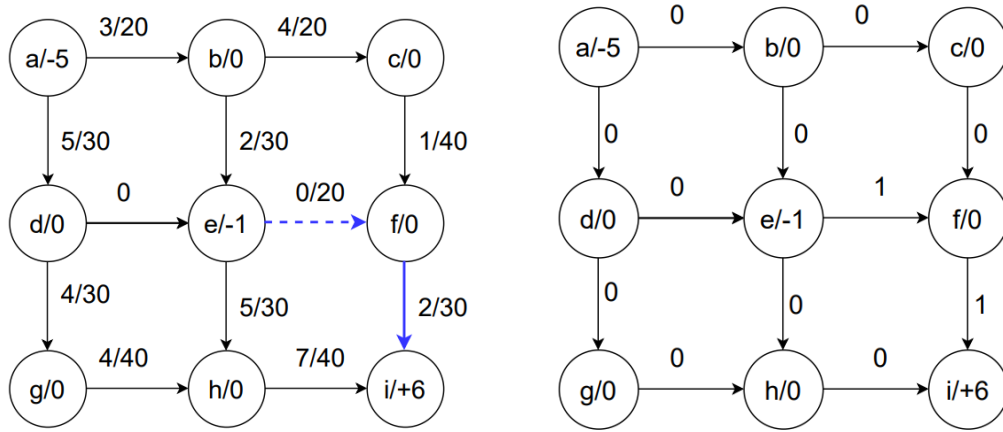 3/20 4/20
a/-5 b/0 c/0
5/30 2/30 1/40
0 0/20
d/0 e/-1 f/0
4/30 5/30 2/30
4/40 7/40
g/0 h/0 i/+6
0 0
a/-5 b/0 c/0
0 0 0
0 1
d/0 e/-1 f/0
0 0 1
0 0
g/0 h/0 i/+6